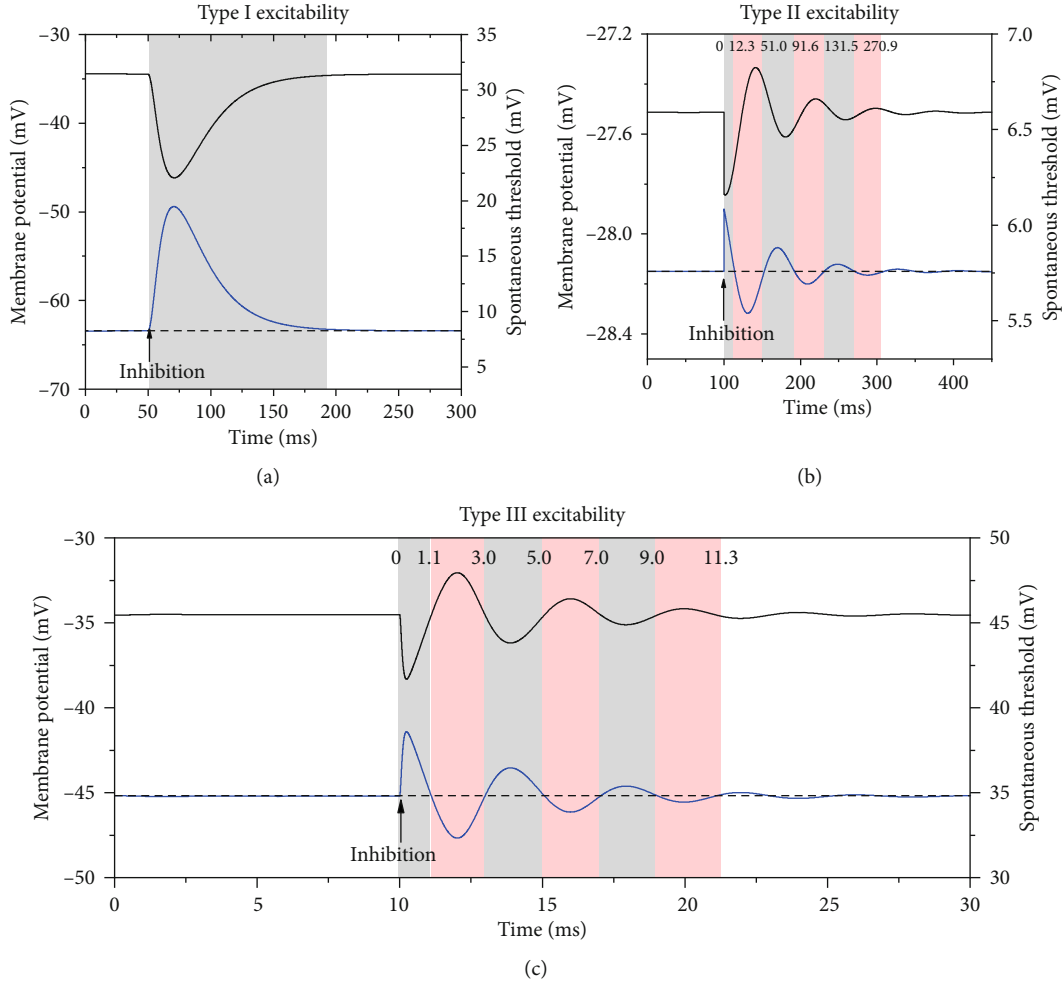 Type I excitability
Membrane potential (mV)
−30
−40
−50
−60
−70
35
30
25
20
15
10
5
Spontaneous threshold (mV)
Inhibition
0 50 100 150 200 250 300
Time (ms)
(a)
Type II excitability
0 12.3 51.0 91.6 131.5 270.9
Membrane potential (mV)
−27.2
−27.6
−28.0
−28.4
7.0
6.5
6.0
5.5
Spontaneous threshold (mV)
Inhibition
0 100 200 300 400
Time (ms)
(b)
Type III excitability
0 1.1 3.0 5.0 7.0 9.0 11.3
Membrane potential (mV)
−30
−35
−40
−45
−50
50
45
40
35
30
Spontaneous threshold (mV)
Inhibition
0 5 10 15 20 25 30
Time (ms)
(c)